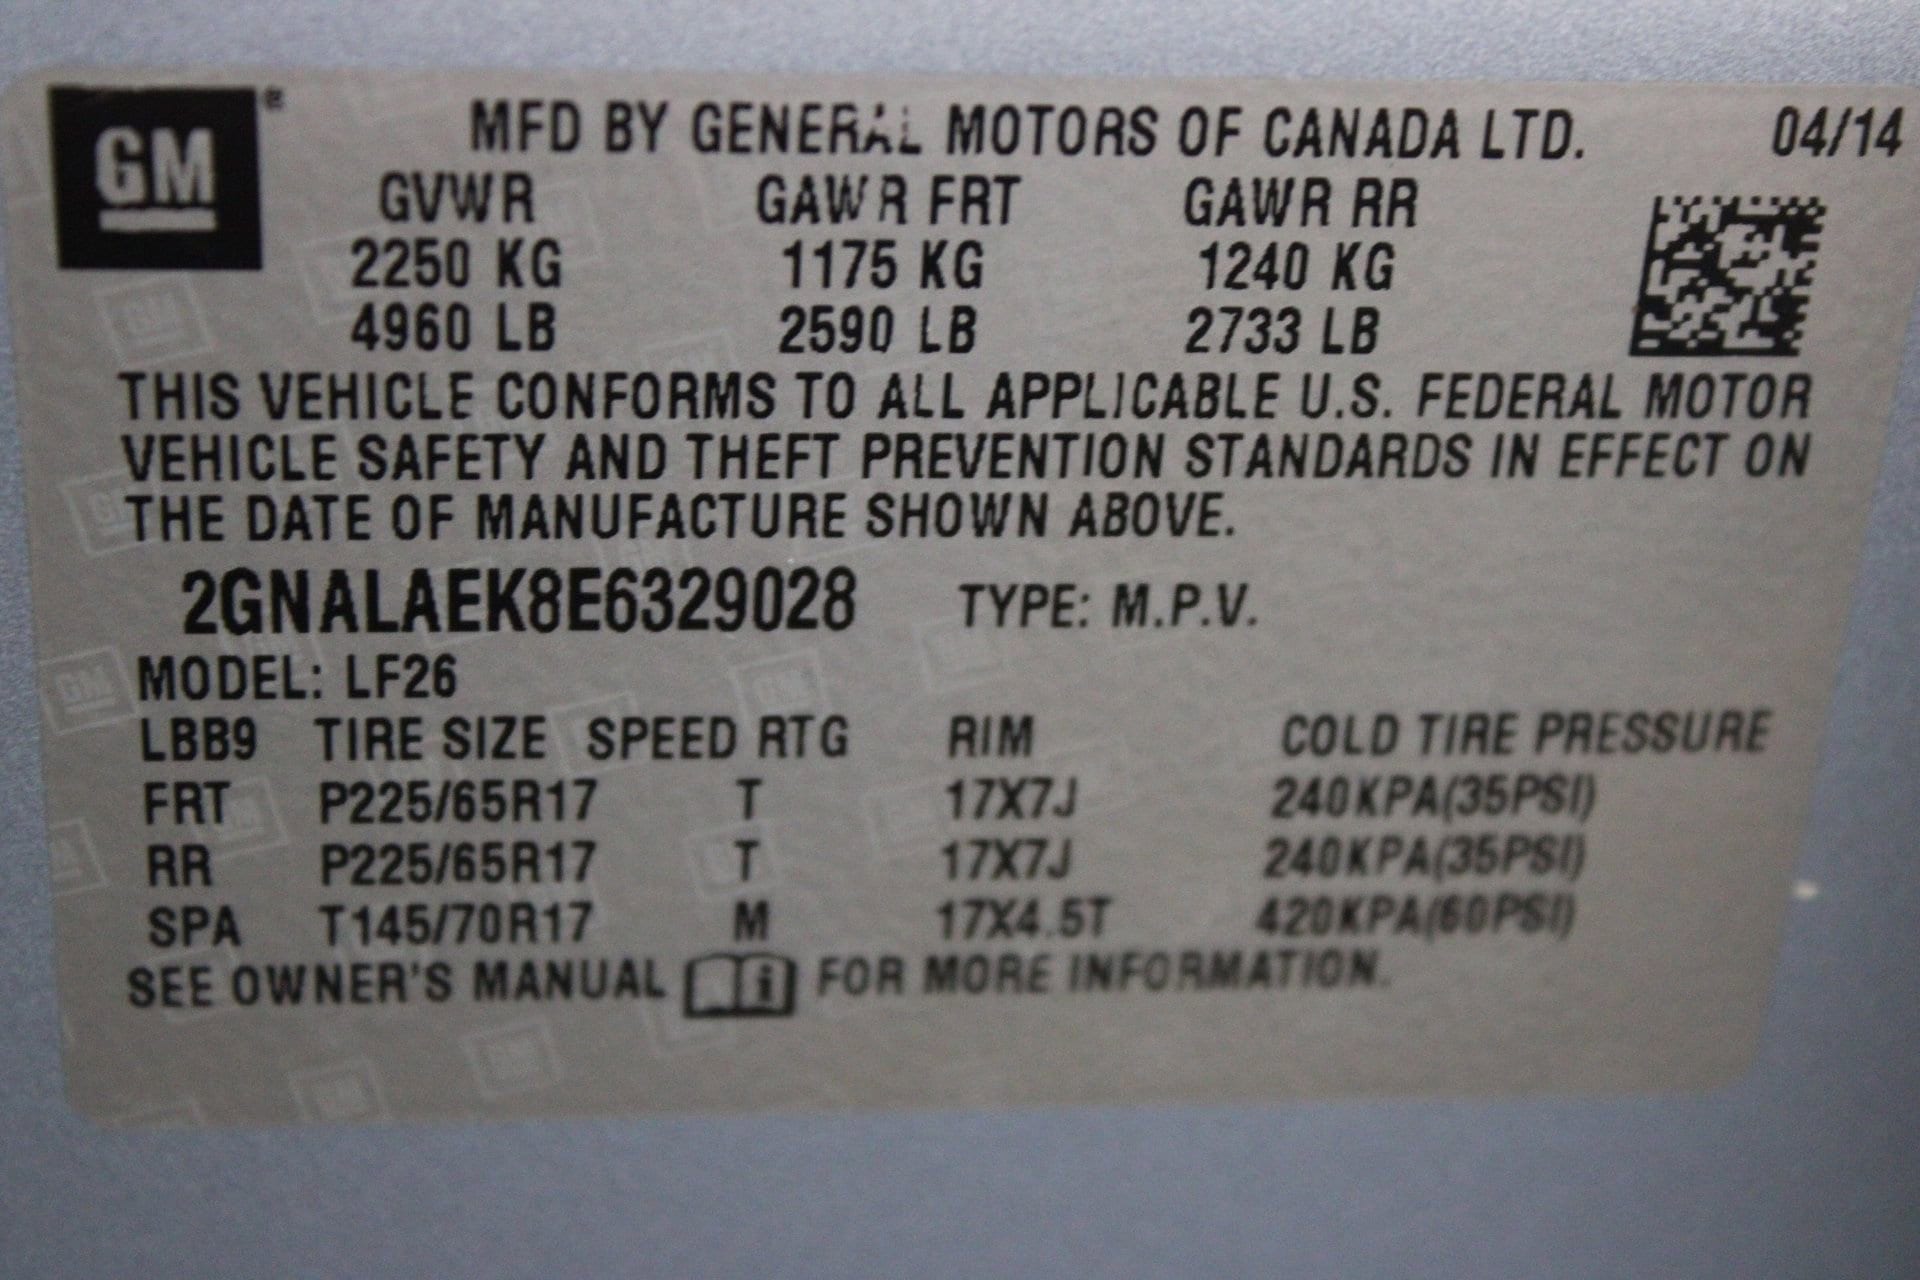 GM®
MFD BY GENERAL MOTORS OF CANADA LTD. 04/14
GVWR GAWR FRT GAWR RR
2250 KG 1175 KG 1240 KG
4960 LB 2590 LB 2733 LB
THIS VEHICLE CONFORMS TO ALL APPLICABLE U.S. FEDERAL MOTOR
VEHICLE SAFETY AND THEFT PREVENTION STANDARDS IN EFFECT ON
THE DATE OF MANUFACTURE SHOWN ABOVE.
2GNALAEK8E6329028 TYPE: M.P.V.
MODEL: LF26
LBB9 TIRE SIZE SPEED RTG RIM COLD TIRE PRESSURE
FRT P225/65R17 T 17X7J 240KPA(35PSI)
RR P225/65R17 T 17X7J 240KPA(35PSI)
SPA T145/70R17 M 17X4.5T 420KPA(60PSI)
SEE OWNER'S MANUAL i FOR MORE INFORMATION.